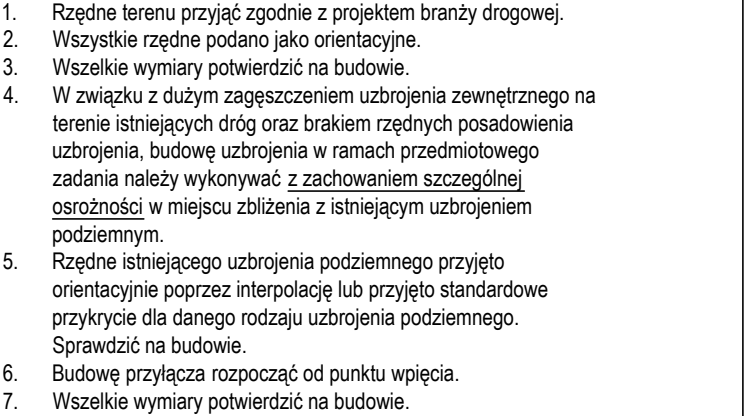 1. Rzędne terenu przyjąć zgodnie z projektem branży drogowej.
2. Wszystkie rzędne podano jako orientacyjne.
3. Wszelkie wymiary potwierdzić na budowie.
4. W związku z dużym zagęszczeniem uzbrojenia zewnętrznego na
terenie istniejących dróg oraz brakiem rzędnych posadowienia
uzbrojenia, budowę uzbrojenia w ramach przedmiotowego
zadania należy wykonywać z zachowaniem szczególnej
osrożności w miejscu zbliżenia z istniejącym uzbrojeniem
podziemnym.
5. Rzędne istniejącego uzbrojenia podziemnego przyjęto
orientacyjnie poprzez interpolację lub przyjęto standardowe
przykrycie dla danego rodzaju uzbrojenia podziemnego.
Sprawdzić na budowie.
6. Budowę przyłącza rozpocząć od punktu wpięcia.
7. Wszelkie wymiary potwierdzić na budowie.